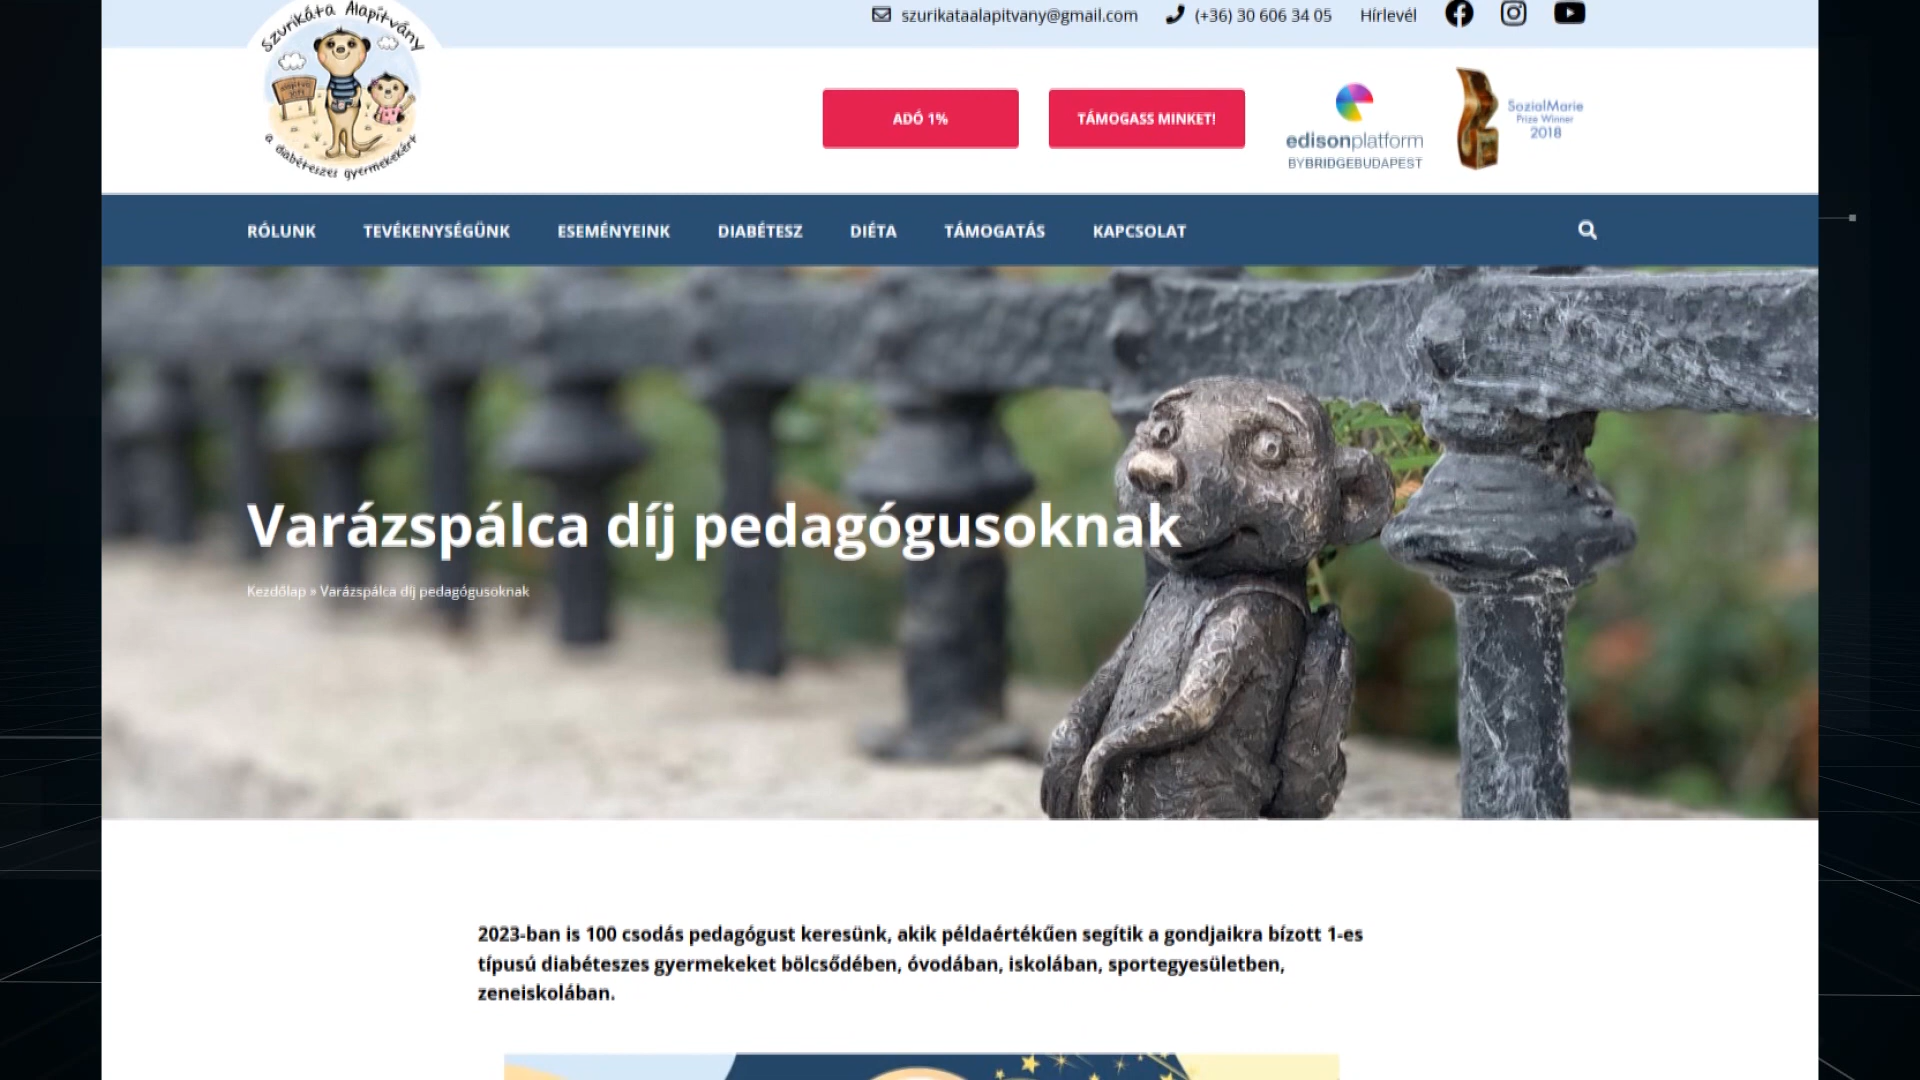 Szurikáta Alapítvány
a diabéteszes gyermekekért
szurikataalapitvany@gmail.com
(+36) 30 606 34 05
Hírlevél
ADÓ 1%
TÁMOGASS MINKET!
edisonplatform
BYBRIDGEBUDAPEST
SozialMarie
Prize Winner
2018
RÓLUNK
TEVÉKENYSÉGÜNK
ESEMÉNYEINK
DIABÉTESZ
DIÉTA
TÁMOGATÁS
KAPCSOLAT
Varázspálca díj pedagógusoknak
Kezdőlap » Varázspálca díj pedagógusoknak
2023-ban is 100 csodás pedagógust keresünk, akik példaértékűen segítik a gondjaikra bízott 1-es
típusú diabéteszes gyermekeket bölcsődében, óvodában, iskolában, sportegyesületben,
zeneiskolában.